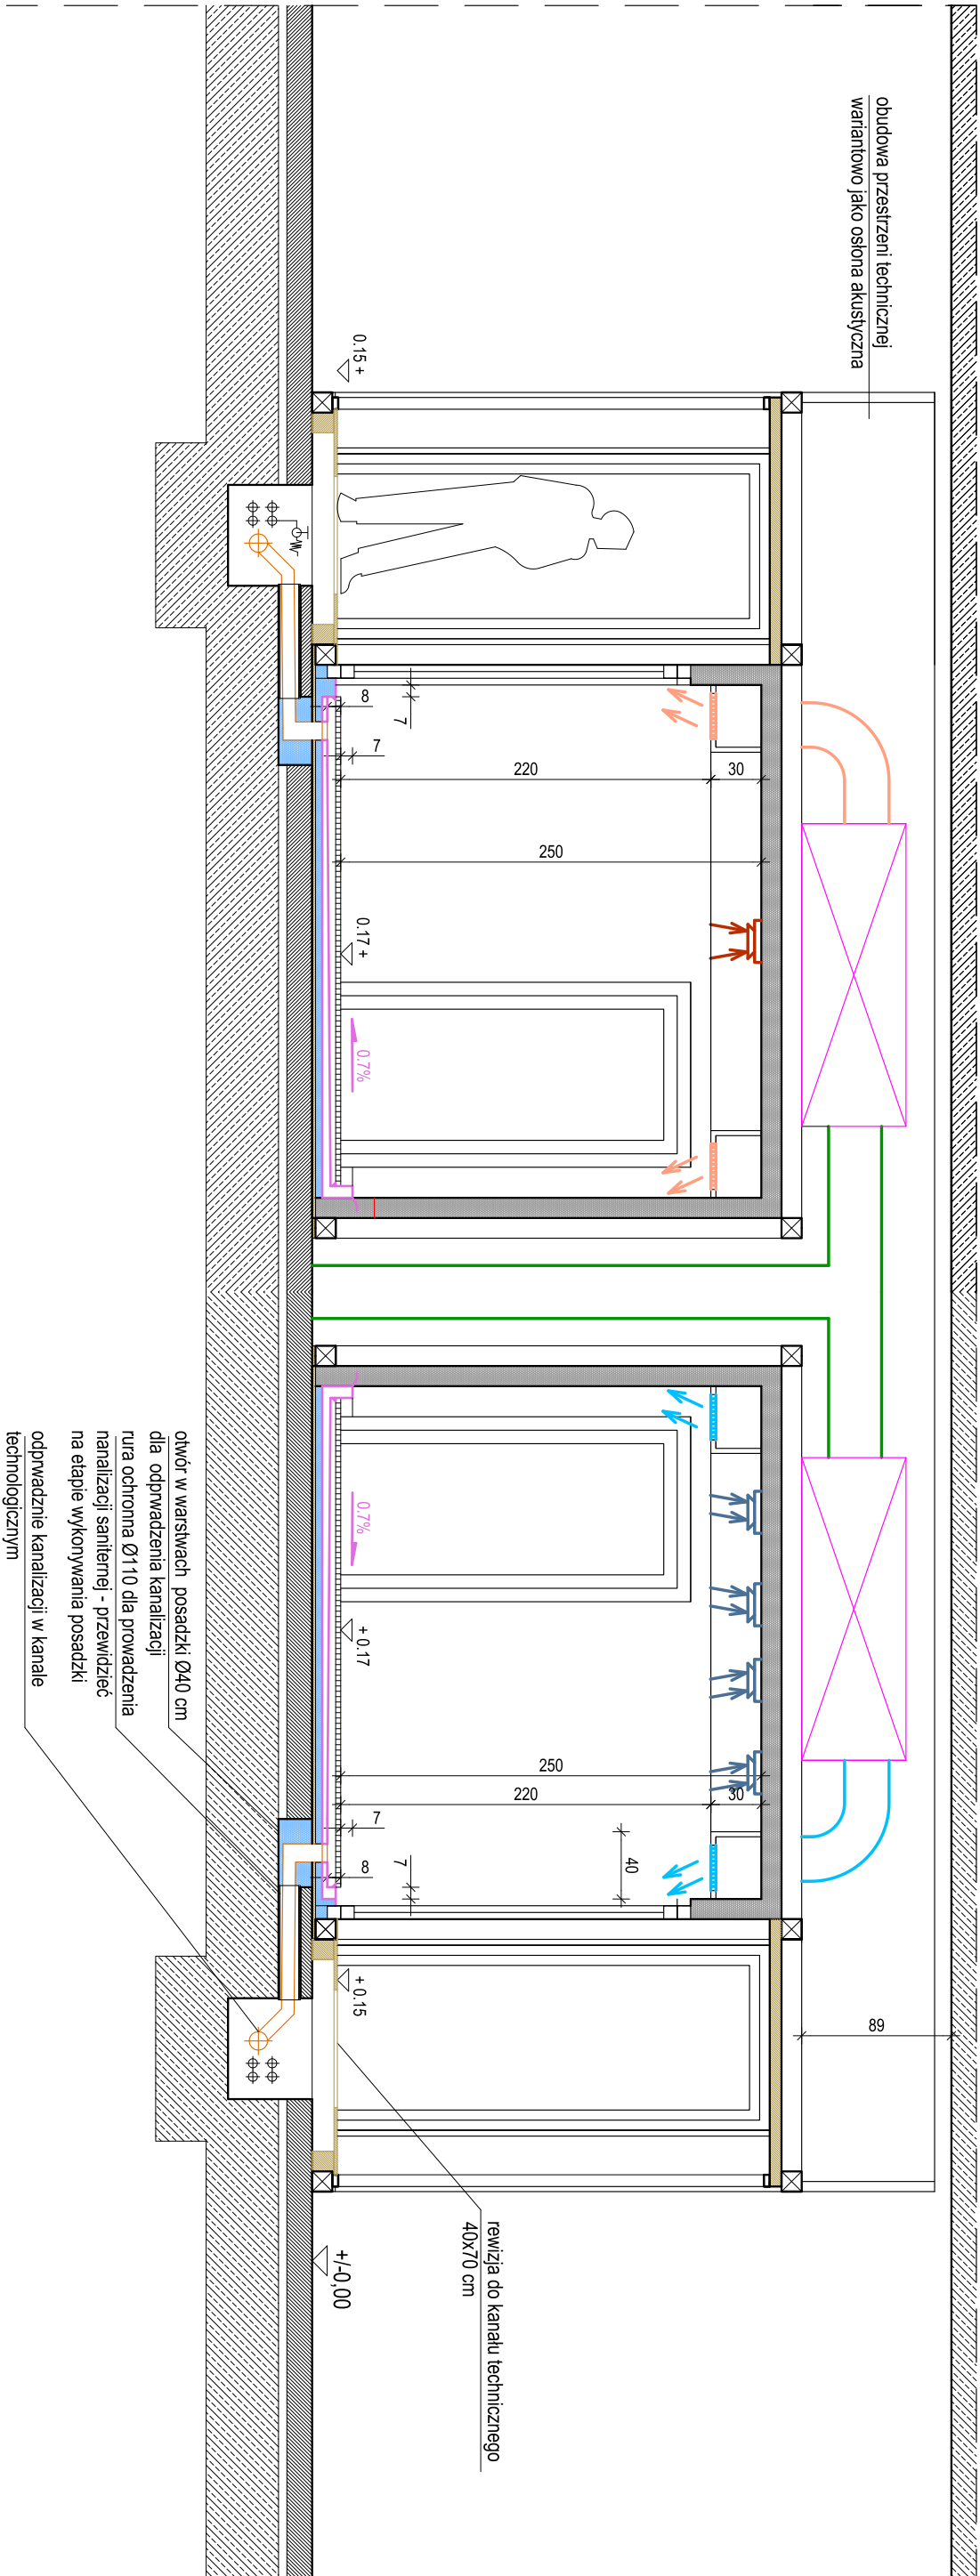 obudowa przestrzeni technicznej
wariantowo jako osłona akustyczna
0.15 +
8
7
7
220
30
250
0.17 +
0.7%
0.7%
+ 0.17
250
220
30
7
8
7
40
+ 0.15
89
rewizja do kanału technicznego
40x70 cm
+/-0,00
otwór w warstwach posadzki Ø40 cm
dla odprwadzenia kanalizacji
rura ochronna Ø110 dla prowadzenia
nanalizacji saniternej - przewidzieć
na etapie wykonywania posadzki
odprwadznie kanalizacji w kanale
technologicznym